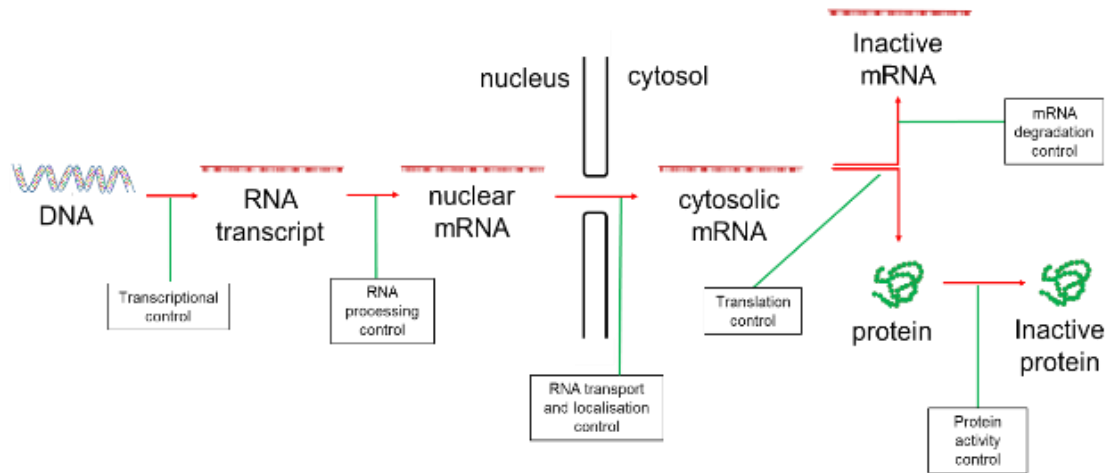 Inactive
mRNA
nucleus
cytosol
mRNA
degradation
control
DNA
RNA
transcript
nuclear
mRNA
cytosolic
mRNA
Transcriptional
control
RNA
processing
control
Translation
control
protein
Inactive
protein
RNA transport
and localisation
control
Protein
activity
control